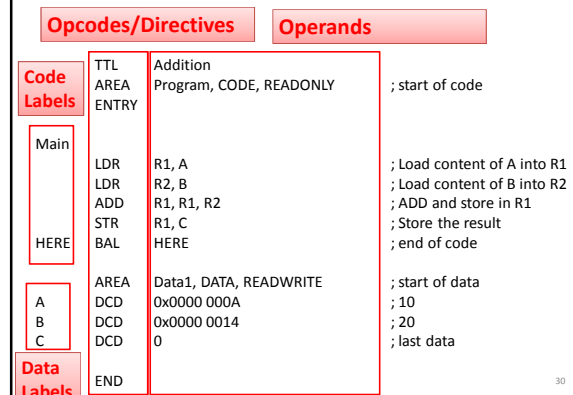 Opcodes/Directives Operands
TTL Addition
Code Labels AREA Program, CODE, READONLY ; start of code
ENTRY
Main
LDR R1, A ; Load content of A into R1
LDR R2, B ; Load content of B into R2
ADD R1, R1, R2 ; ADD and store in R1
STR R1, C ; Store the result
HERE BAL HERE ; end of code
AREA Data1, DATA, READWRITE ; start of data
A DCD 0x0000 000A ; 10
B DCD 0x0000 0014 ; 20
C DCD 0 ; last data
Data Labels END 30